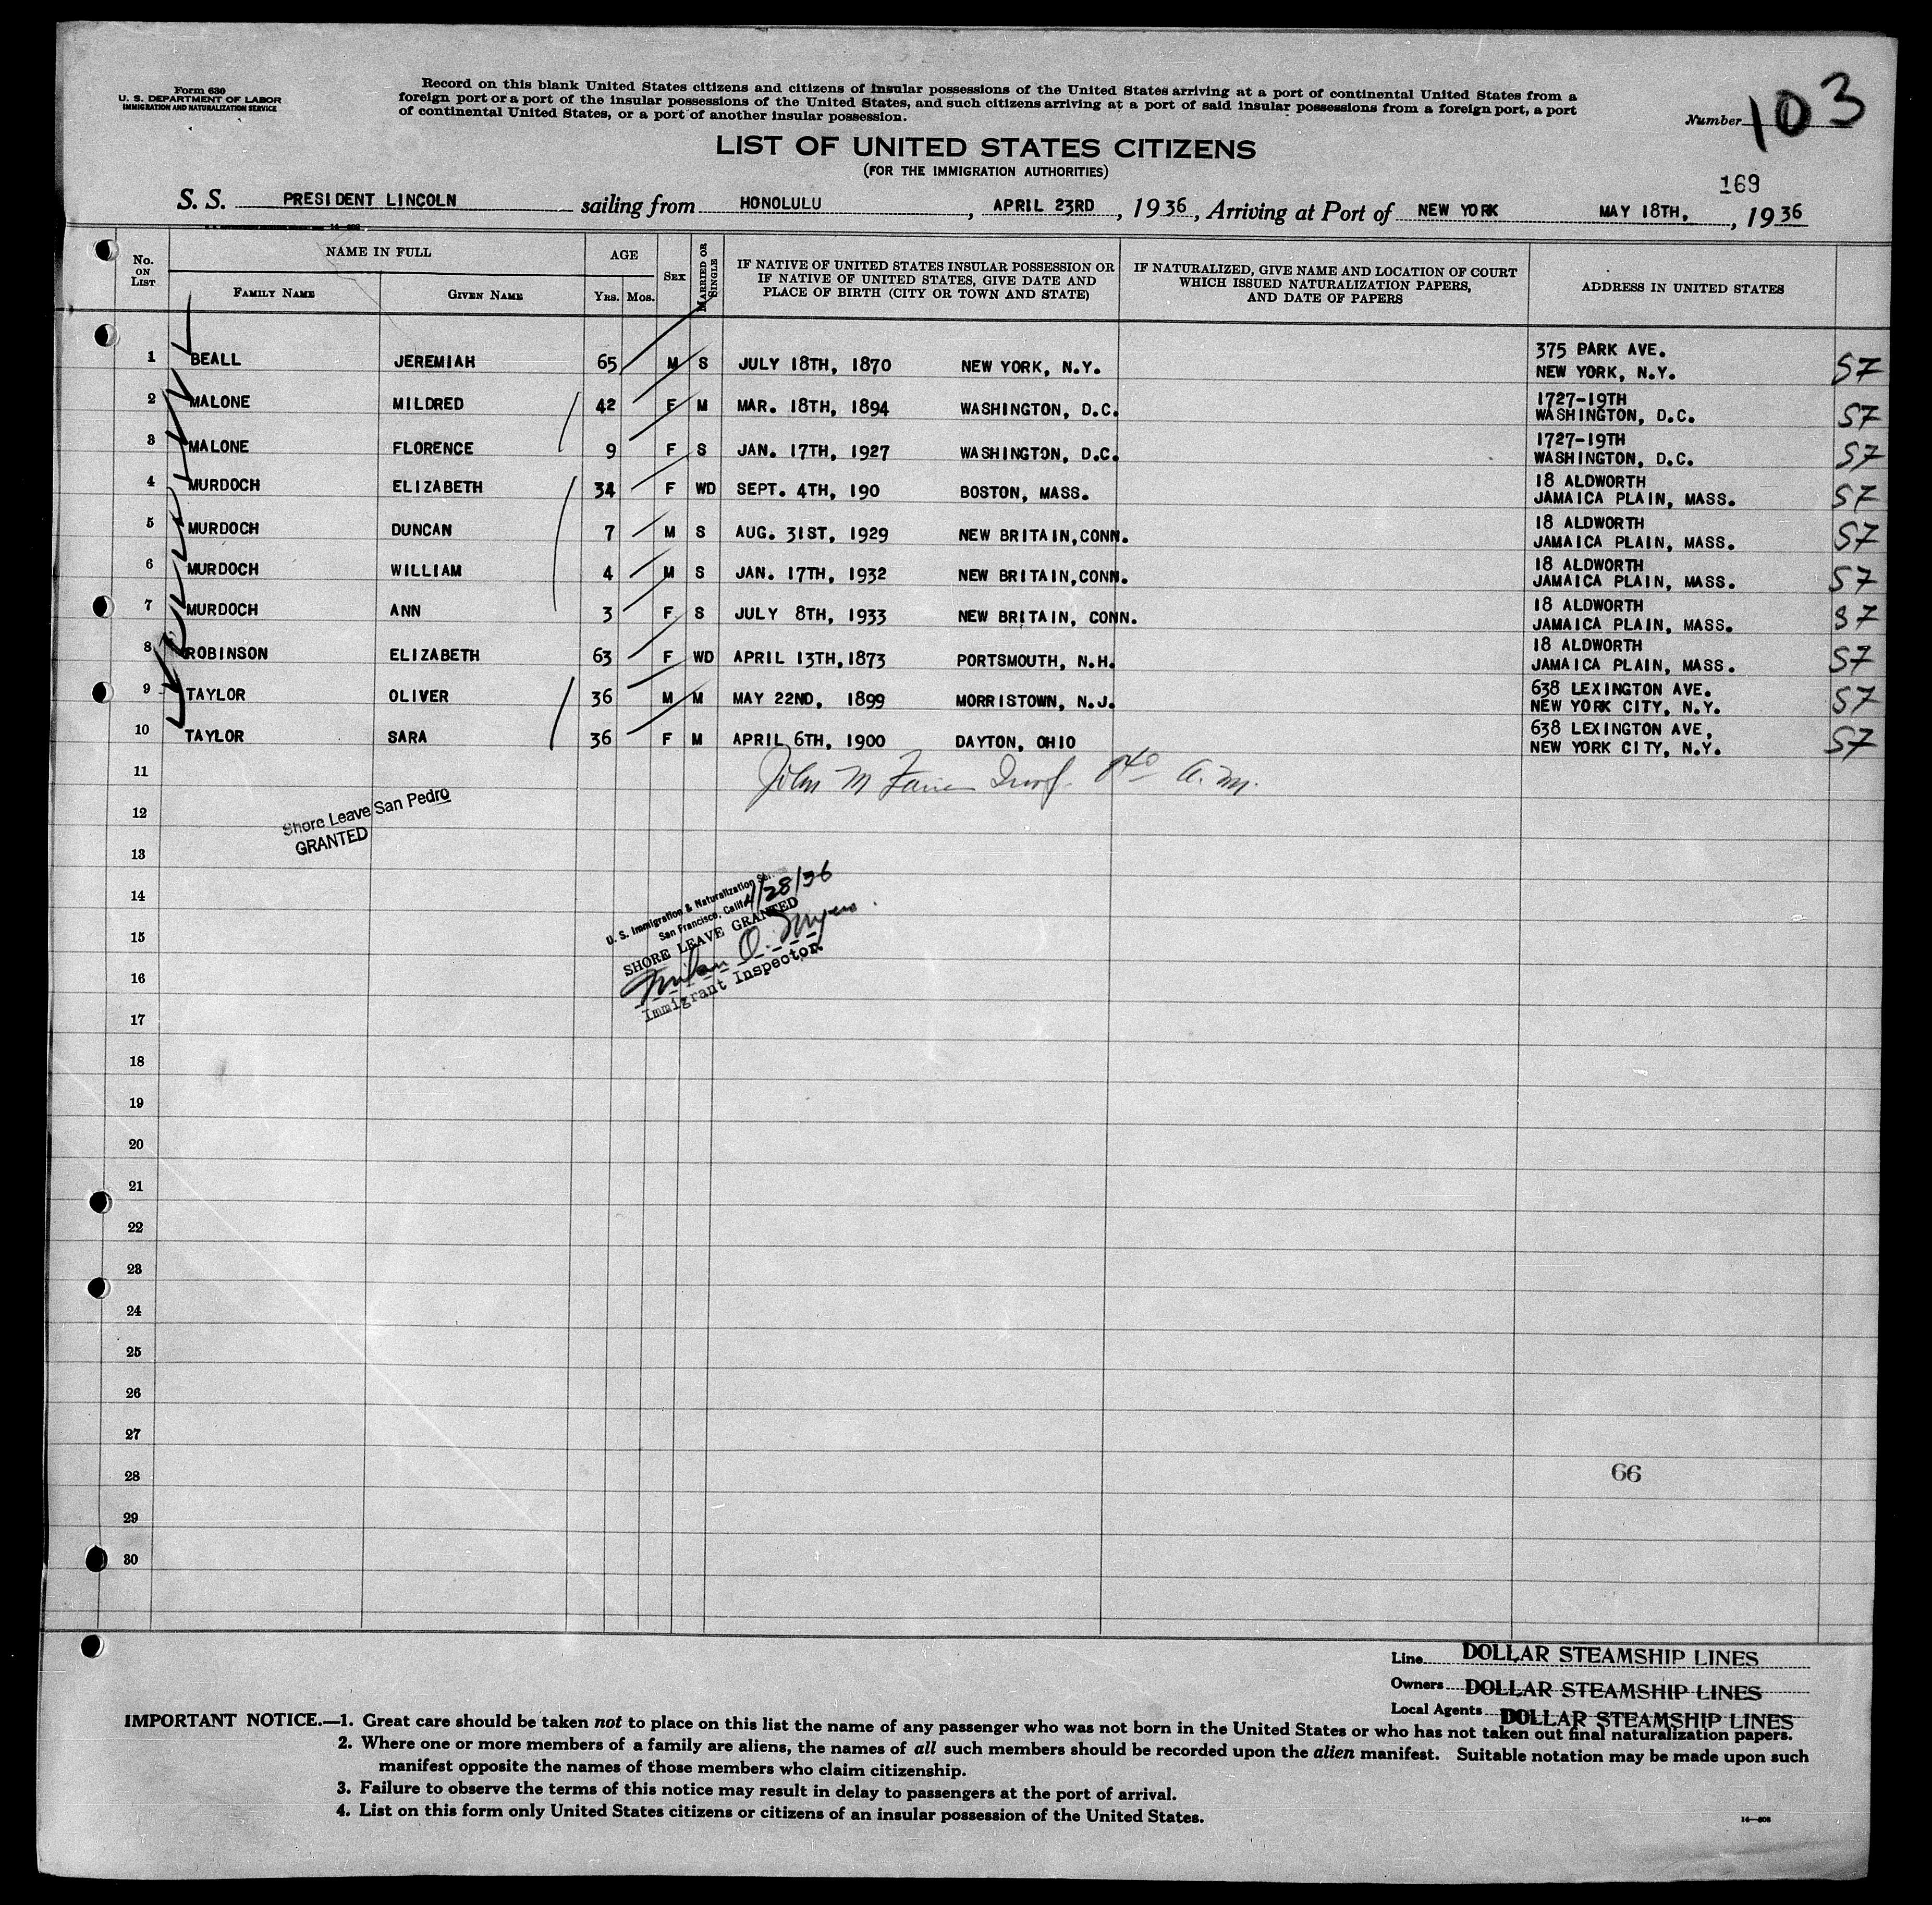 Form 630
U. S. DEPARTMENT OF LABOR
IMMIGRATION AND NATURALIZATION SERVICE
Record on this blank United States citizens and citizens of insular possessions of the United States arriving at a port of continental United States from a
foreign port or a port of the insular possessions of the United States, and such citizens arriving at a port of said insular possessions from a foreign port, a port
of continental United States, or a port of another insular possession.
Number 103
LIST OF UNITED STATES CITIZENS
(FOR THE IMMIGRATION AUTHORITIES)
169
S. S. PRESIDENT LINCOLN sailing from HONOLULU, APRIL 23RD, 1936, Arriving at Port of NEW YORK MAY 18TH, , 1936
No. ON LIST NAME IN FULL FAMILY NAME GIVEN NAME AGE YRS. MOS. SEX MARRIED OR SINGLE IF NATIVE OF UNITED STATES INSULAR POSSESSION OR IF NATIVE OF UNITED STATES, GIVE DATE AND PLACE OF BIRTH (CITY OR TOWN AND STATE) IF NATURALIZED, GIVE NAME AND LOCATION OF COURT WHICH ISSUED NATURALIZATION PAPERS, AND DATE OF PAPERS ADDRESS IN UNITED STATES
1 BEALL JEREMIAH 65 M S JULY 18TH, 1870 NEW YORK, N.Y. 375 PARK AVE. NEW YORK, N.Y. S7
2 MALONE MILDRED 42 F M MAR. 18TH, 1894 WASHINGTON, D.C. 1727-19TH WASHINGTON, D.C. S7
3 MALONE FLORENCE 9 F S JAN. 17TH, 1927 WASHINGTON, D.C. 1727-19TH WASHINGTON, D.C. S7
4 MURDOCH ELIZABETH 34 F WD SEPT. 4TH, 190 BOSTON, MASS. 18 ALDWORTH JAMAICA PLAIN, MASS. S7
5 MURDOCH DUNCAN 7 M S AUG. 31ST, 1929 NEW BRITAIN,CONN. 18 ALDWORTH JAMAICA PLAIN, MASS. S7
6 MURDOCH WILLIAM 4 M S JAN. 17TH, 1932 NEW BRITAIN,CONN. 18 ALDWORTH JAMAICA PLAIN, MASS. S7
7 MURDOCH ANN 3 F S JULY 8TH, 1933 NEW BRITAIN, CONN. 18 ALDWORTH JAMAICA PLAIN, MASS. S7
8 ROBINSON ELIZABETH 63 F WD APRIL 13TH,1873 PORTSMOUTH, N.H. 18 ALDWORTH JAMAICA PLAIN, MASS. S7
9 TAYLOR OLIVER 36 M M MAY 22ND, 1899 MORRISTOWN, N.J. 638 LEXINGTON AVE. NEW YORK CITY, N.Y. S7
10 TAYLOR SARA 36 F M APRIL 6TH, 1900 DAYTON, OHIO 638 LEXINGTON AVE, NEW YORK CITY, N.Y. S7
11 John M 8 40 a.m.
12
Shore Leave San Pedro
GRANTED
13
14
U. S. Immigration & Naturalization
San Francisco, Calif. 4/28/36
SHORE LEAVE GRANTED
Immigrant Inspector
15
16
17
18
19
20
21
22
23
24
25
26
27
28 66
29
30
Line DOLLAR STEAMSHIP LINES
Owners DOLLAR STEAMSHIP LINES
Local Agents DOLLAR STEAMSHIP LINES
IMPORTANT NOTICE.—1. Great care should be taken not to place on this list the name of any passenger who was not born in the United States or who has not taken out final naturalization papers.
2. Where one or more members of a family are aliens, the names of all such members should be recorded upon the alien manifest. Suitable notation may be made upon such
manifest opposite the names of those members who claim citizenship.
3. Failure to observe the terms of this notice may result in delay to passengers at the port of arrival.
4. List on this form only United States citizens or citizens of an insular possession of the United States.